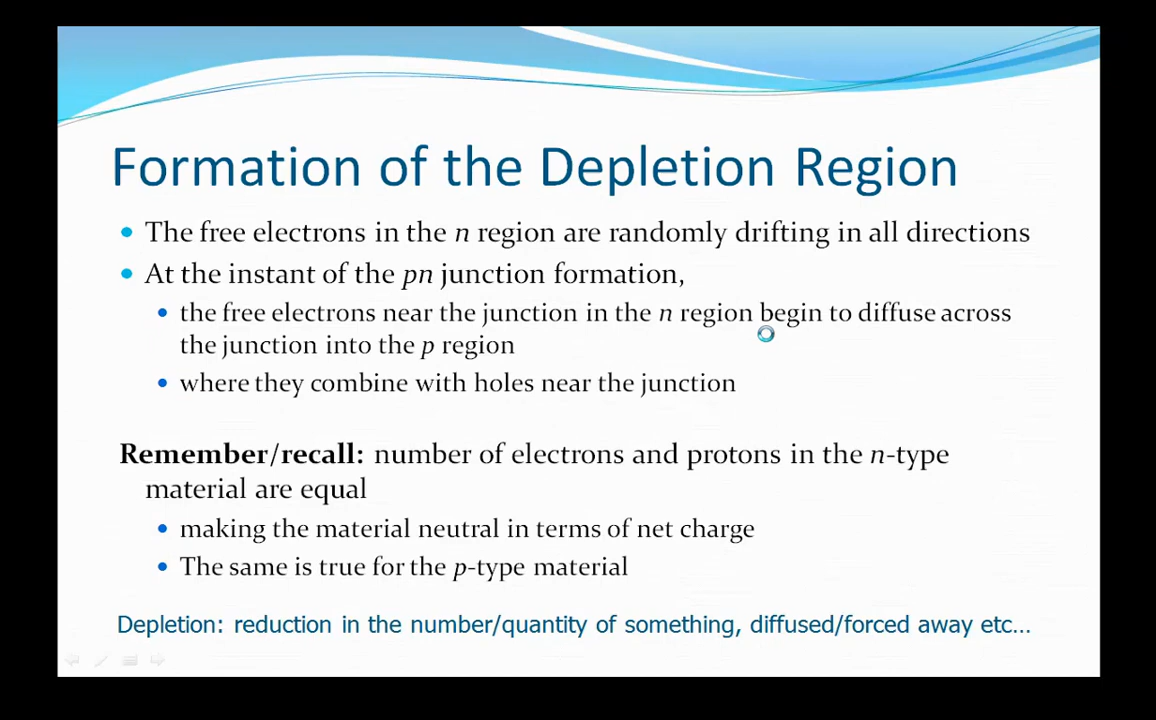 Formation of the Depletion Region
• The free electrons in the n region are randomly drifting in all directions
• At the instant of the pn junction formation,
• the free electrons near the junction in the n region begin to diffuse across
the junction into the p region
• where they combine with holes near the junction
Remember/recall: number of electrons and protons in the n-type
material are equal
• making the material neutral in terms of net charge
• The same is true for the p-type material
Depletion: reduction in the number/quantity of something, diffused/forced away etc...